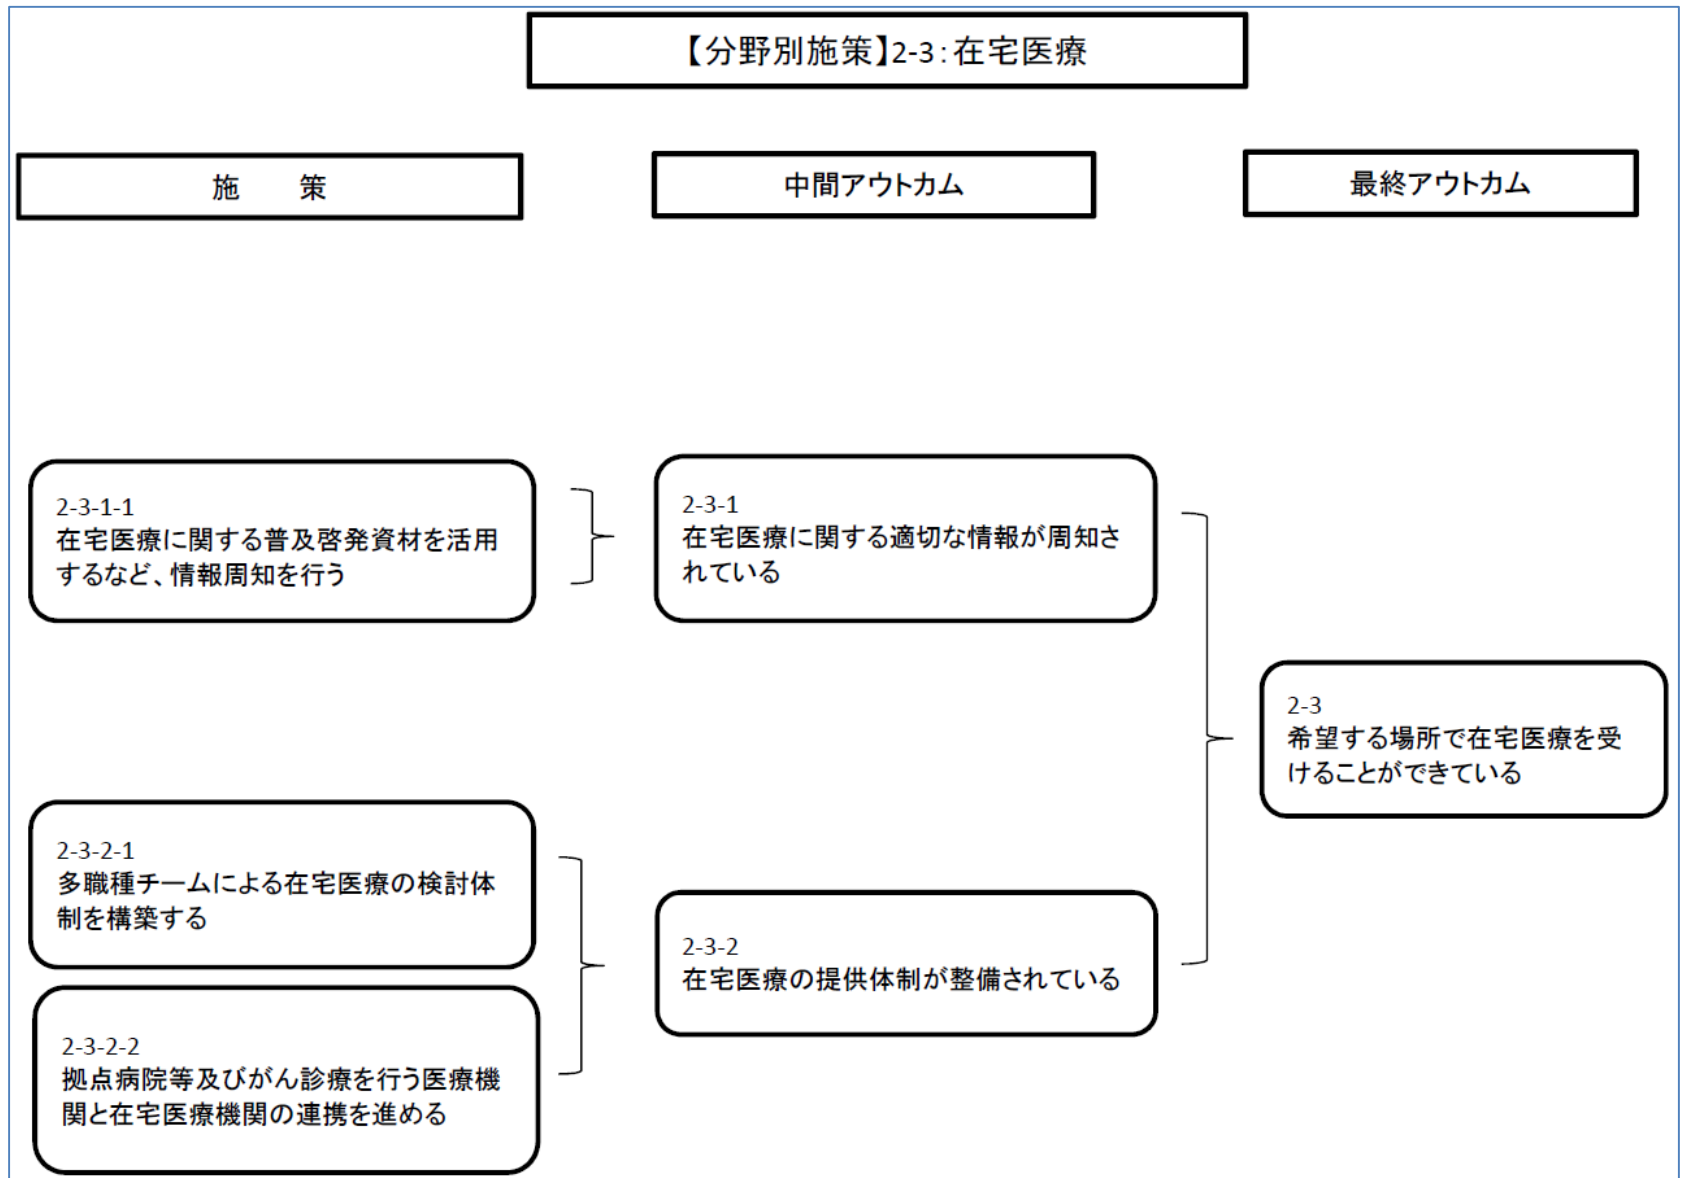 【分野別施策】2-3：在宅医療
施　　策
中間アウトカム
最終アウトカム
2-3-1-1
在宅医療に関する普及啓発資材を活用
するなど、情報周知を行う
2-3-1
在宅医療に関する適切な情報が周知さ
れている
2-3
希望する場所で在宅医療を受
けることができている
2-3-2-1
多職種チームによる在宅医療の検討体
制を構築する
2-3-2
在宅医療の提供体制が整備されている
2-3-2-2
拠点病院等及びがん診療を行う医療機
関と在宅医療機関の連携を進める